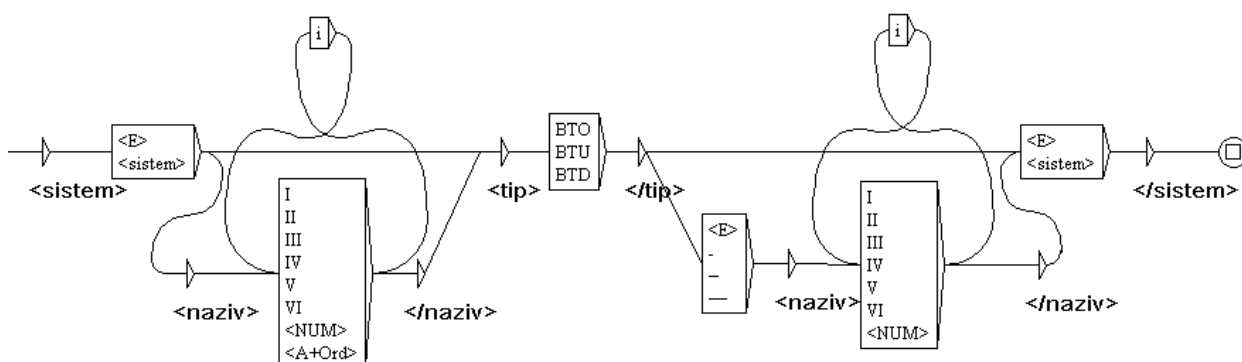 <sistem>
<E>
<sistem>
i
<naziv>
I
II
III
IV
V
VI
<NUM>
<A+Ord>
</naziv>
<tip>
BTO
BTU
BTD
</tip>
<E>
-
–
—
<naziv>
i
I
II
III
IV
V
VI
<NUM>
</naziv>
<E>
<sistem>
</sistem>